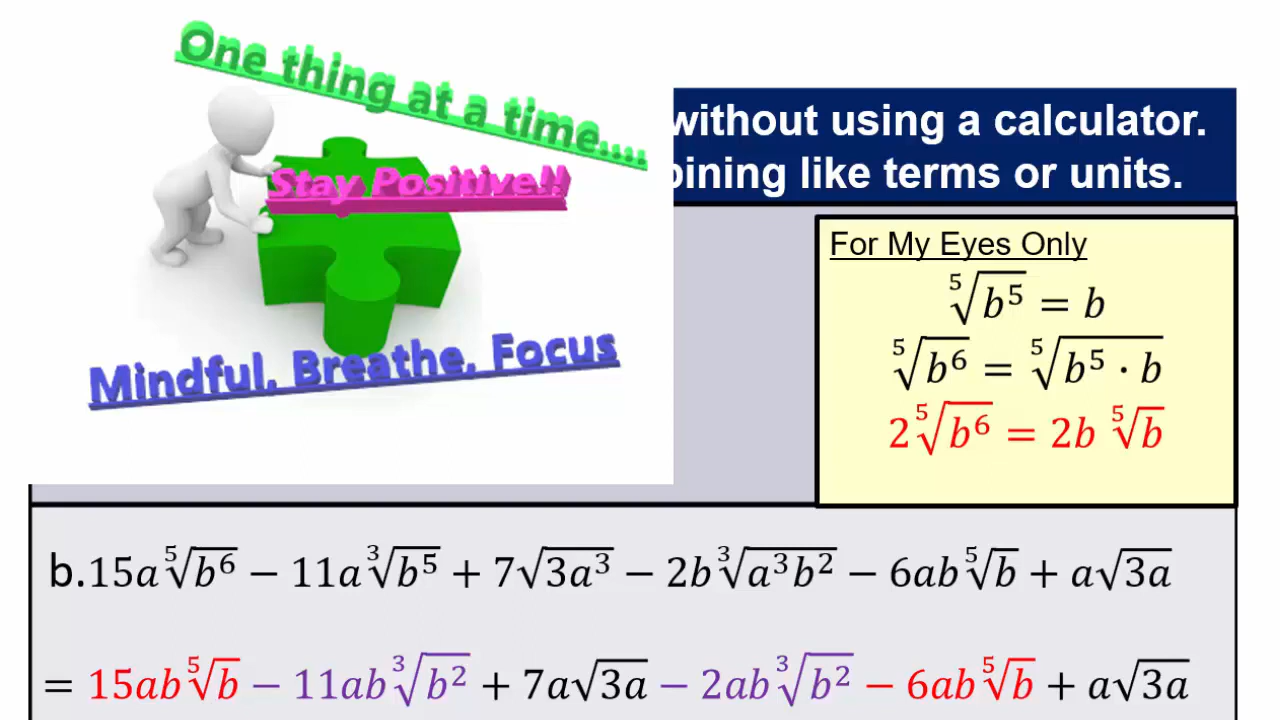 One thing at a time....
Stay Positive!!
Mindful, Breathe, Focus
without using a calculator.
ining like terms or units.
For My Eyes Only
⁵√(b⁵) = b
⁵√(b⁶) = ⁵√(b⁵ · b)
2⁵√(b⁶) = 2b ⁵√b
b. 15a⁵√(b⁶) − 11a³√(b⁵) + 7√(3a³) − 2b³√(a³b²) − 6ab⁵√b + a√(3a)
= 15ab⁵√b − 11ab³√(b²) + 7a√(3a) − 2ab³√(b²) − 6ab⁵√b + a√(3a)